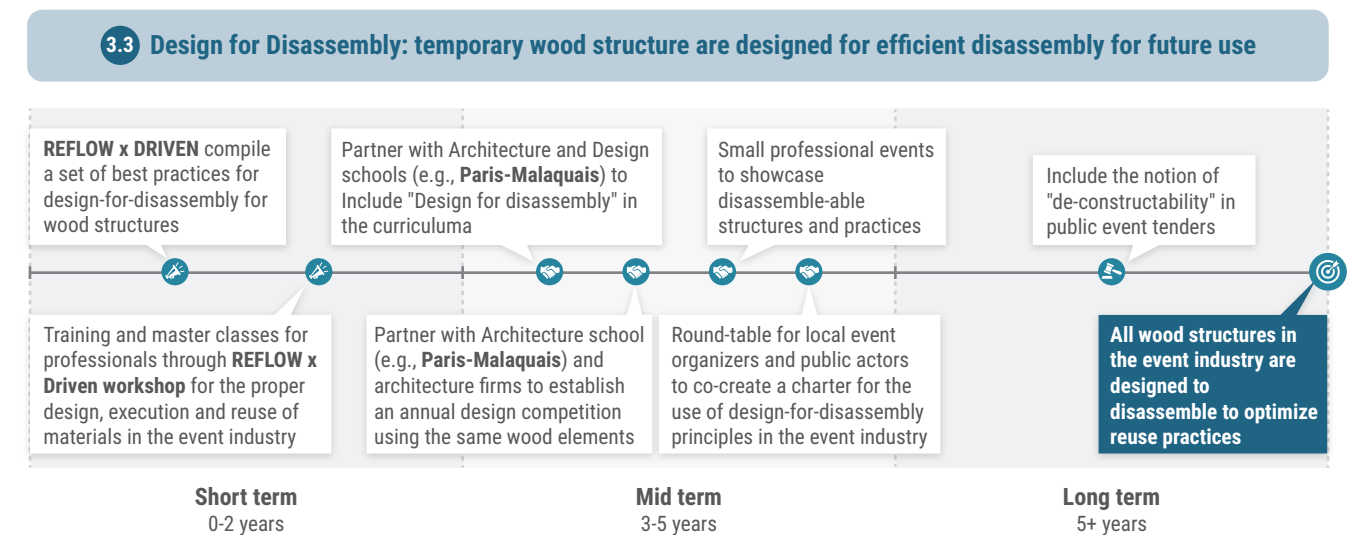 3.3 Design for Disassembly: temporary wood structure are designed for efficient disassembly for future use
REFLOW x DRIVEN compile
a set of best practices for
design-for-disassembly for
wood structures
Partner with Architecture and Design
schools (e.g., Paris-Malaquais) to
Include "Design for disassembly" in
the curriculuma
Small professional events
to showcase
disassemble-able
structures and practices
Include the notion of
"de-constructability" in
public event tenders
Training and master classes for
professionals through REFLOW x
Driven workshop for the proper
design, execution and reuse of
materials in the event industry
Partner with Architecture school
(e.g., Paris-Malaquais) and
architecture firms to establish
an annual design competition
using the same wood elements
Round-table for local event
organizers and public actors
to co-create a charter for the
use of design-for-disassembly
principles in the event industry
All wood structures in
the event industry are
designed to
disassemble to optimize
reuse practices
Short term
0-2 years
Mid term
3-5 years
Long term
5+ years